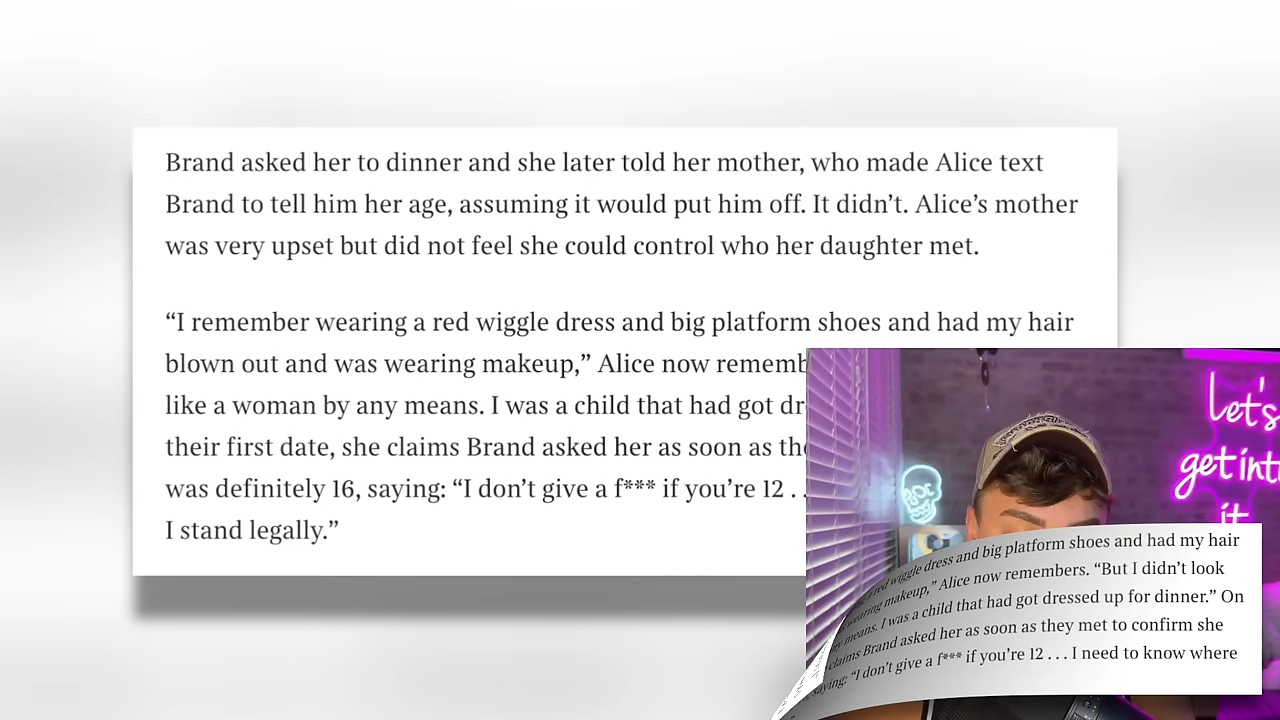 Brand asked her to dinner and she later told her mother, who made Alice text
Brand to tell him her age, assuming it would put him off. It didn’t. Alice’s mother
was very upset but did not feel she could control who her daughter met.
“I remember wearing a red wiggle dress and big platform shoes and had my hair
blown out and was wearing makeup,” Alice now
like a woman by any means. I was a child that had got
their first date, she claims Brand asked her as soon as
was definitely 16, saying: “I don’t give a f*** if you’re 12 . .
I stand legally.”
let's
get
it
red wiggle dress and big platform shoes and had my hair
wearing makeup,” Alice now remembers. “But I didn’t look
means. I was a child that had got dressed up for dinner.” On
claims Brand asked her as soon as they met to confirm she
saying: “I don’t give a f*** if you’re 12 . . . I need to know where